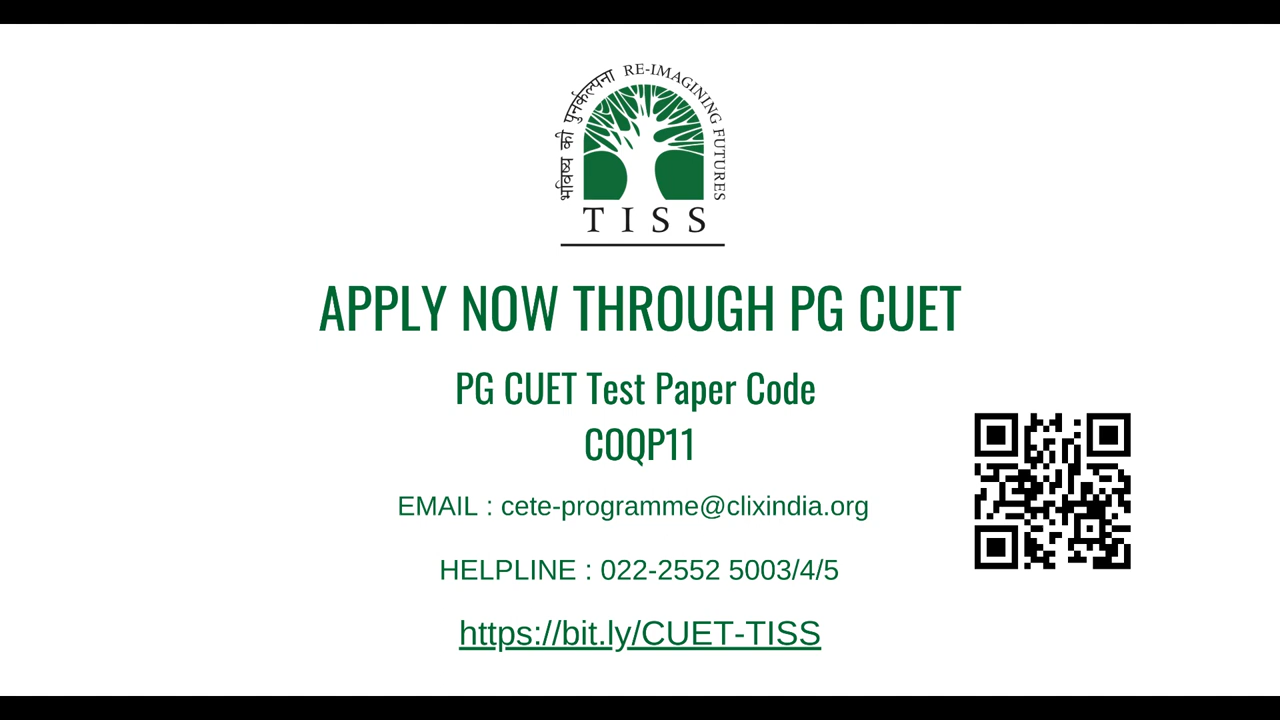 भविष्य की पुनर्कल्पना RE-IMAGINING FUTURES
TISS
APPLY NOW THROUGH PG CUET
PG CUET Test Paper Code
COQP11
EMAIL : cete-programme@clixindia.org
HELPLINE : 022-2552 5003/4/5
https://bit.ly/CUET-TISS